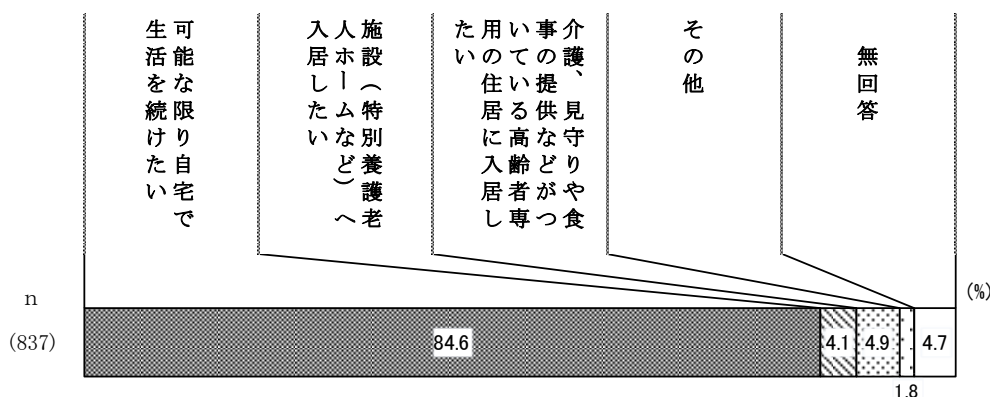 可能な限り自宅で
生活を続けたい
施設（特別養護老
人ホームなど）へ
入居したい
介護、見守りや食
事の提供などがつ
いている高齢者専
用の住居に入居し
たい
その他
無回答
(%)
n
(837)
84.6
4.1
4.9
4.7
1.8